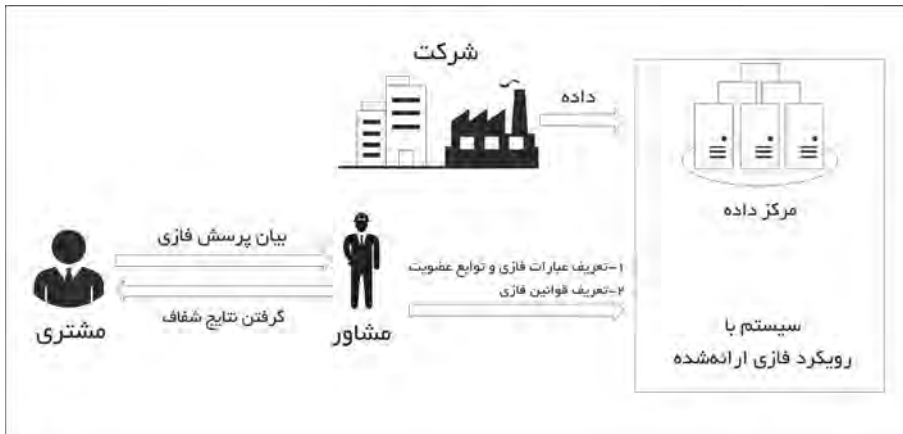 شرکت
داده
مرکز داده
بیان پرسش فازی
۱-تعریف عبارات فازی و توابع عضویت
۲-تعریف قوانین فازی
گرفتن نتایج شفاف
مشتری
مشاور
سیستم با
رویکرد فازی ارائه‌شده